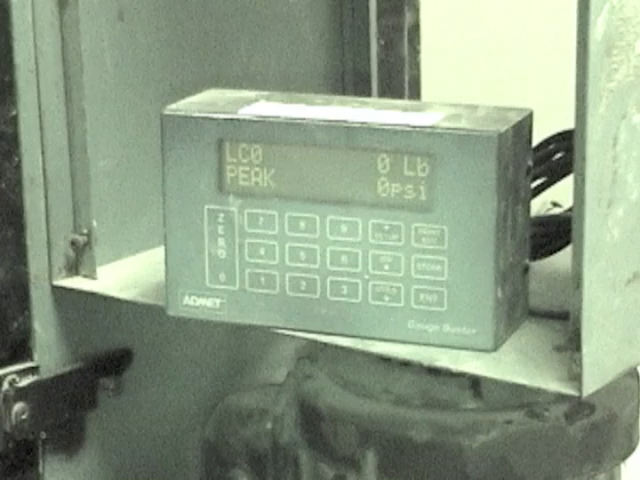 LC0 0 Lb
PEAK 0psi
ZERO 7 8 9
4 5 6 STORE
0 1 2 3 ENT
ADMET Gauge Buster